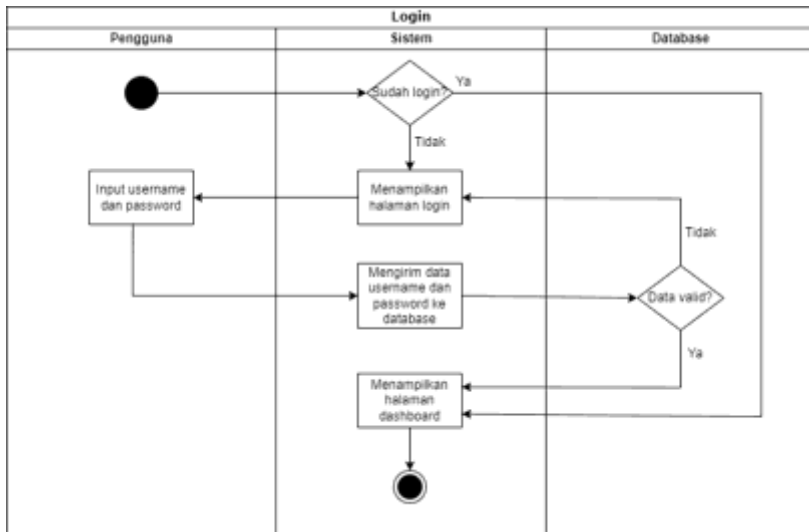 Login
Pengguna
Sistem
Database
Sudah login?
Ya
Tidak
Input username
dan password
Menampilkan
halaman login
Tidak
Mengirim data
username dan
password ke
database
Data valid?
Ya
Menampilkan
halaman
dashboard